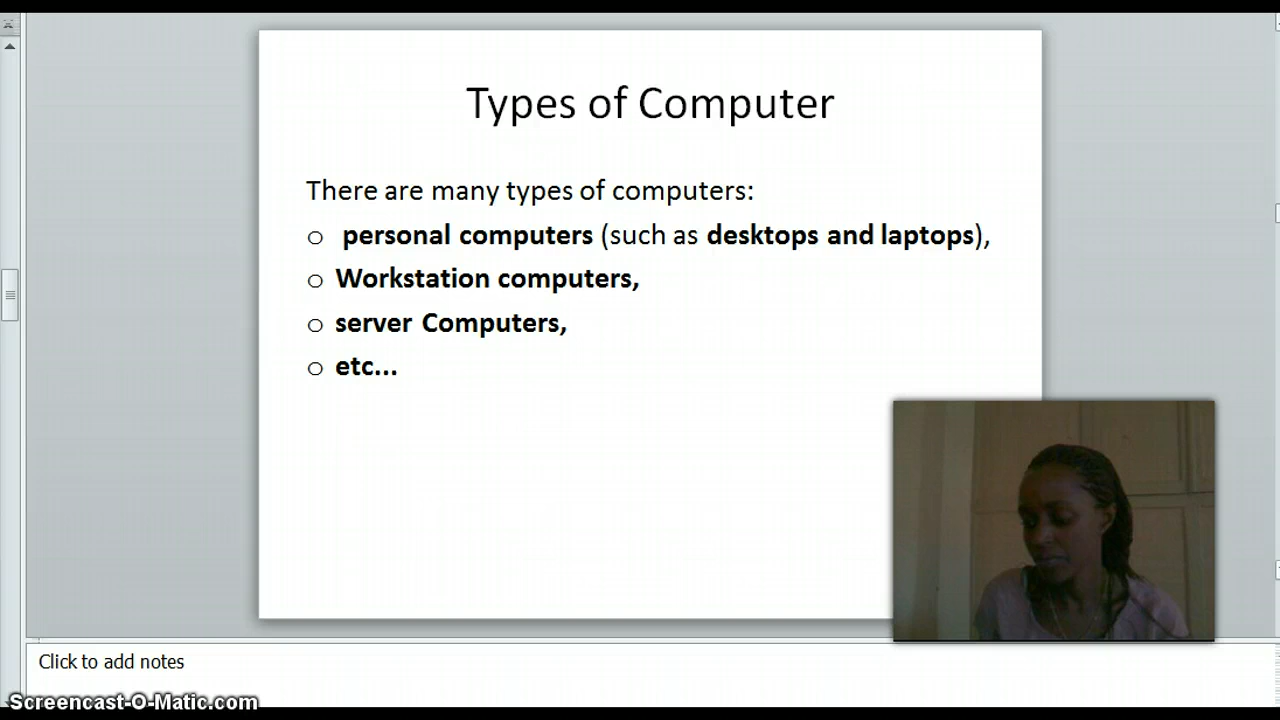 Types of Computer
There are many types of computers:
o personal computers (such as desktops and laptops),
o Workstation computers,
o server Computers,
o etc...
Click to add notes
Screencast-O-Matic.com